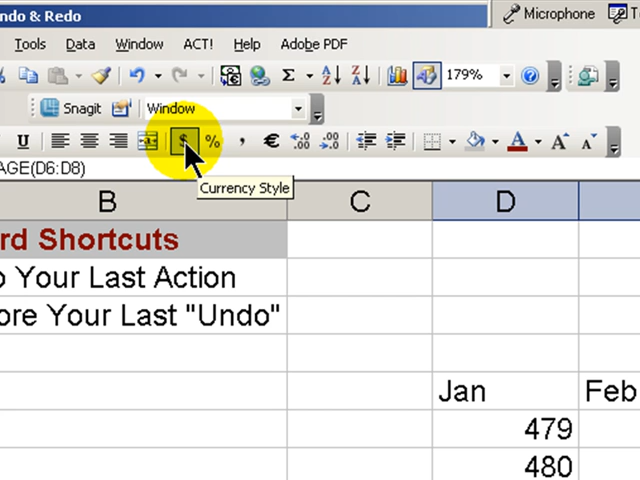 ndo & Redo
Microphone
Tools Data Window ACT! Help Adobe PDF
Σ 179%
Snagit Window
U $ % , €
AGE(D6:D8)
Currency Style
B C D
rd Shortcuts
o Your Last Action
ore Your Last "Undo"
Jan Feb
479
480